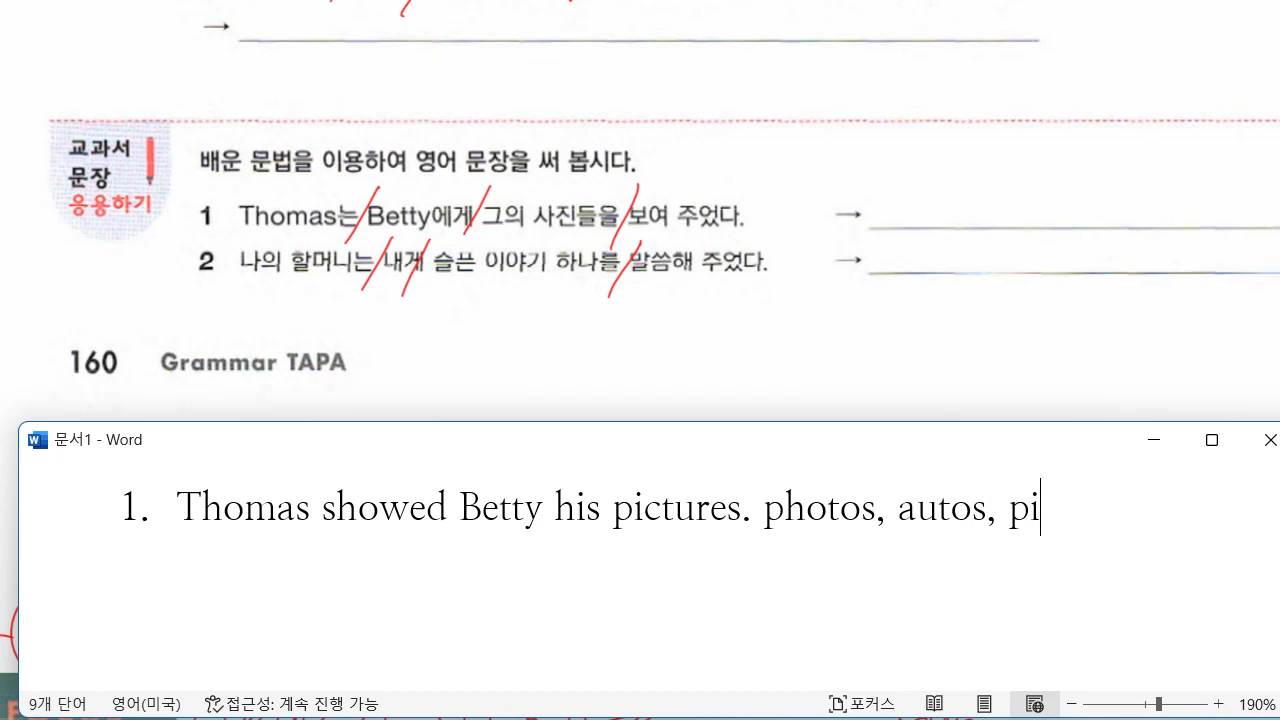 →
교과서
문장
응용하기
배운 문법을 이용하여 영어 문장을 써 봅시다.
1 Thomas는 Betty에게 그의 사진들을 보여 주었다. →
2 나의 할머니는 내게 슬픈 이야기 하나를 말씀해 주었다. →
160 Grammar TAPA
문서1 - Word
1. Thomas showed Betty his pictures. photos, autos, pi
9개 단어 영어(미국) 접근성: 계속 진행 가능 포커스 190%